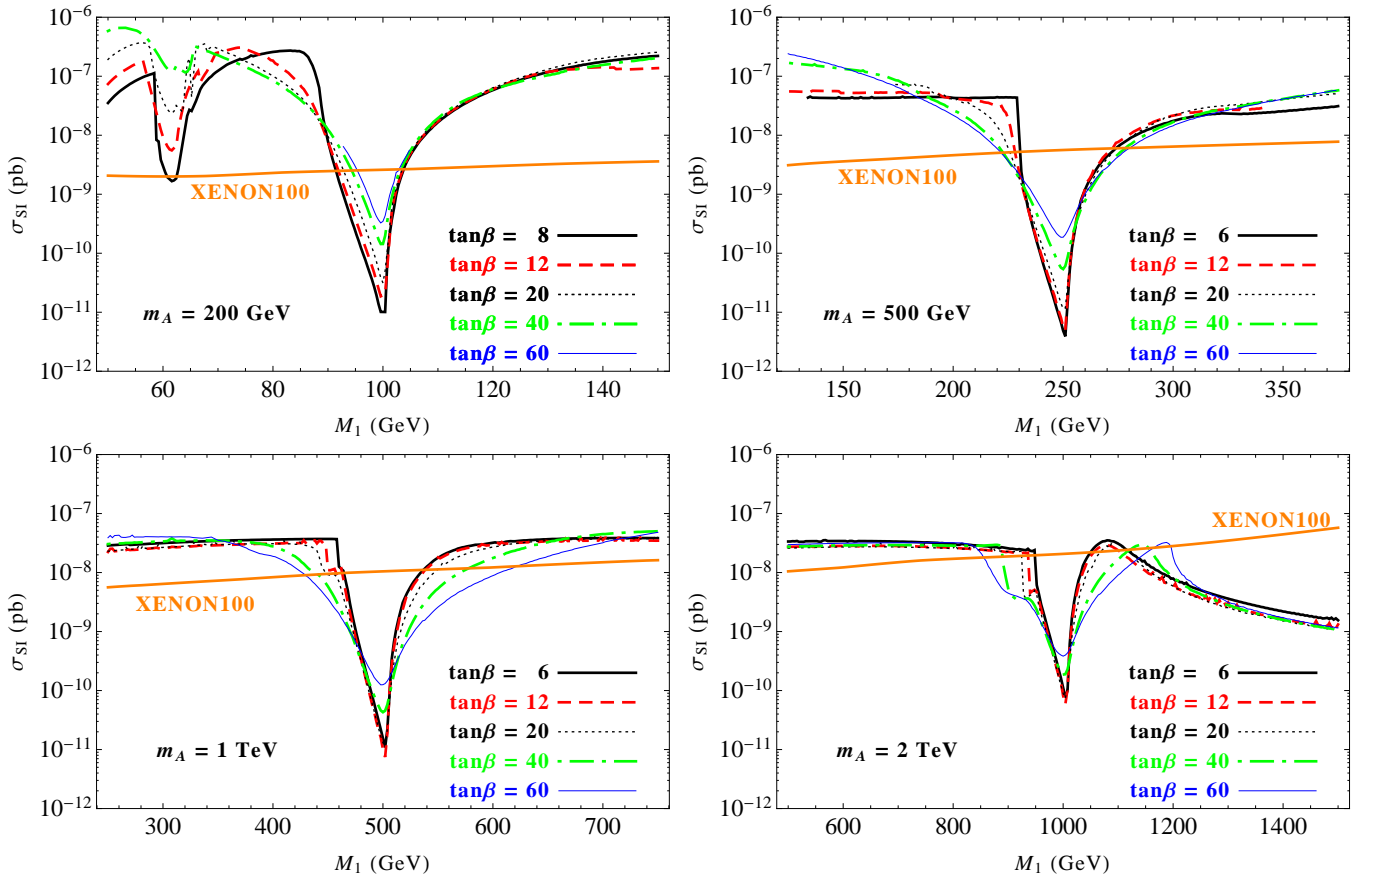 10⁻⁶
10⁻⁷
10⁻⁸
10⁻⁹
10⁻¹⁰
10⁻¹¹
10⁻¹²
σ_SI (pb)
XENON100
tanβ = 8
tanβ = 12
tanβ = 20
tanβ = 40
tanβ = 60
m_A = 200 GeV
60 80 100 120 140
M₁ (GeV)
10⁻⁶
10⁻⁷
10⁻⁸
10⁻⁹
10⁻¹⁰
10⁻¹¹
10⁻¹²
σ_SI (pb)
XENON100
tanβ = 6
tanβ = 12
tanβ = 20
tanβ = 40
tanβ = 60
m_A = 500 GeV
150 200 250 300 350
M₁ (GeV)
10⁻⁶
10⁻⁷
10⁻⁸
10⁻⁹
10⁻¹⁰
10⁻¹¹
10⁻¹²
σ_SI (pb)
XENON100
tanβ = 6
tanβ = 12
tanβ = 20
tanβ = 40
tanβ = 60
m_A = 1 TeV
300 400 500 600 700
M₁ (GeV)
10⁻⁶
10⁻⁷
10⁻⁸
10⁻⁹
10⁻¹⁰
10⁻¹¹
10⁻¹²
σ_SI (pb)
XENON100
tanβ = 6
tanβ = 12
tanβ = 20
tanβ = 40
tanβ = 60
m_A = 2 TeV
600 800 1000 1200 1400
M₁ (GeV)